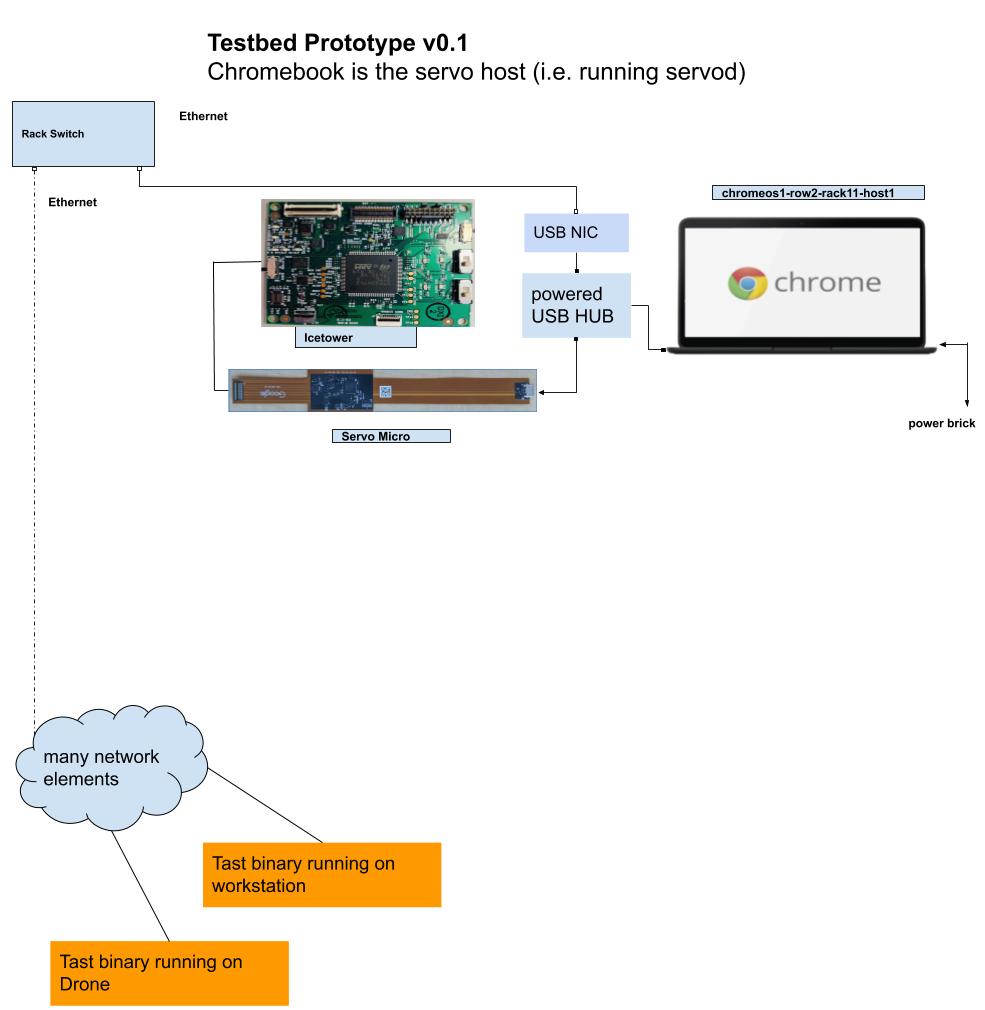 Testbed Prototype v0.1
Chromebook is the servo host (i.e. running servod)
Ethernet
Rack Switch
Ethernet
chromeos1-row2-rack11-host1
USB NIC
chrome
powered
USB HUB
Icetower
Google
Servo Micro
power brick
many network
elements
Tast binary running on
workstation
Tast binary running on
Drone